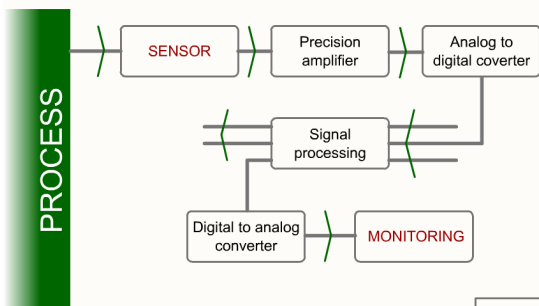 PROCESS
SENSOR
Precision
amplifier
Analog to
digital coverter
Signal
processing
Digital to analog
converter
MONITORING